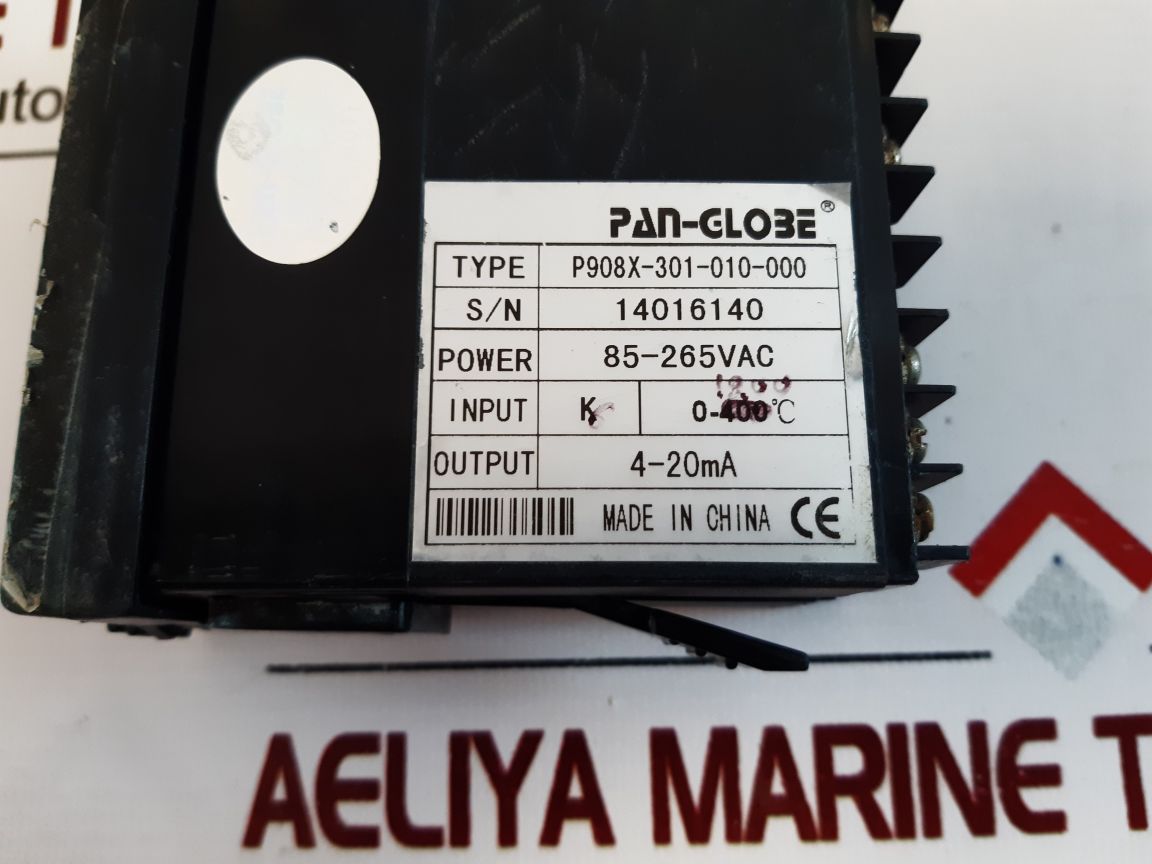 uto
PAN-GLOBE®
TYPE P908X-301-010-000
S/N 14016140
POWER 85-265VAC
INPUT K 0-400℃
OUTPUT 4-20mA
MADE IN CHINA CE
AELIYA MARINE T